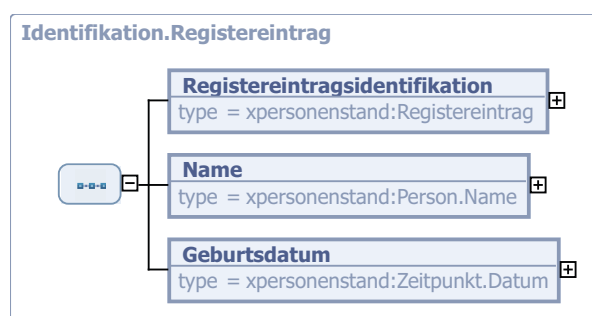 Identifikation.Registereintrag
Registereintragsidentifikation
type = xpersonenstand:Registereintrag
Name
type = xpersonenstand:Person.Name
Geburtsdatum
type = xpersonenstand:Zeitpunkt.Datum